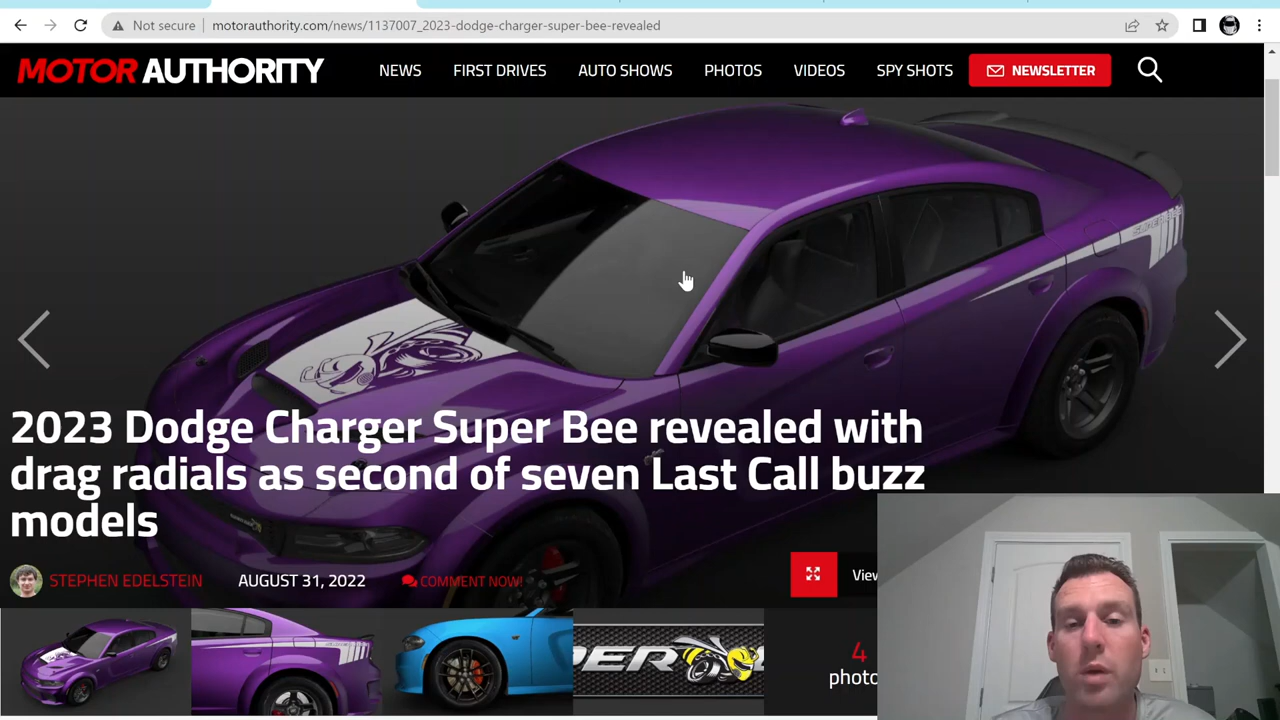 Not secure
motorauthority.com/news/1137007_2023-dodge-charger-super-bee-revealed
MOTOR AUTHORITY
NEWS
FIRST DRIVES
AUTO SHOWS
PHOTOS
VIDEOS
SPY SHOTS
NEWSLETTER
2023 Dodge Charger Super Bee revealed with
drag radials as second of seven Last Call buzz
models
STEPHEN EDELSTEIN
AUGUST 31, 2022
COMMENT NOW!
View
4
photo